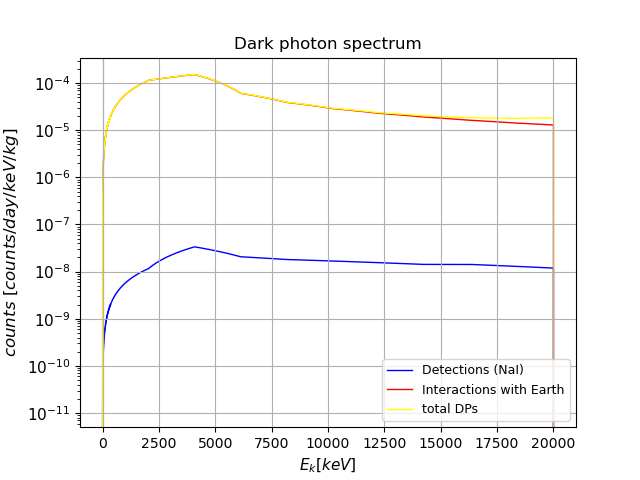 Dark photon spectrum
counts [counts/day/keV/kg]
10⁻⁴
10⁻⁵
10⁻⁶
10⁻⁷
10⁻⁸
10⁻⁹
10⁻¹⁰
10⁻¹¹
Detections (NaI)
Interactions with Earth
total DPs
0 2500 5000 7500 10000 12500 15000 17500 20000
Eₖ[keV]